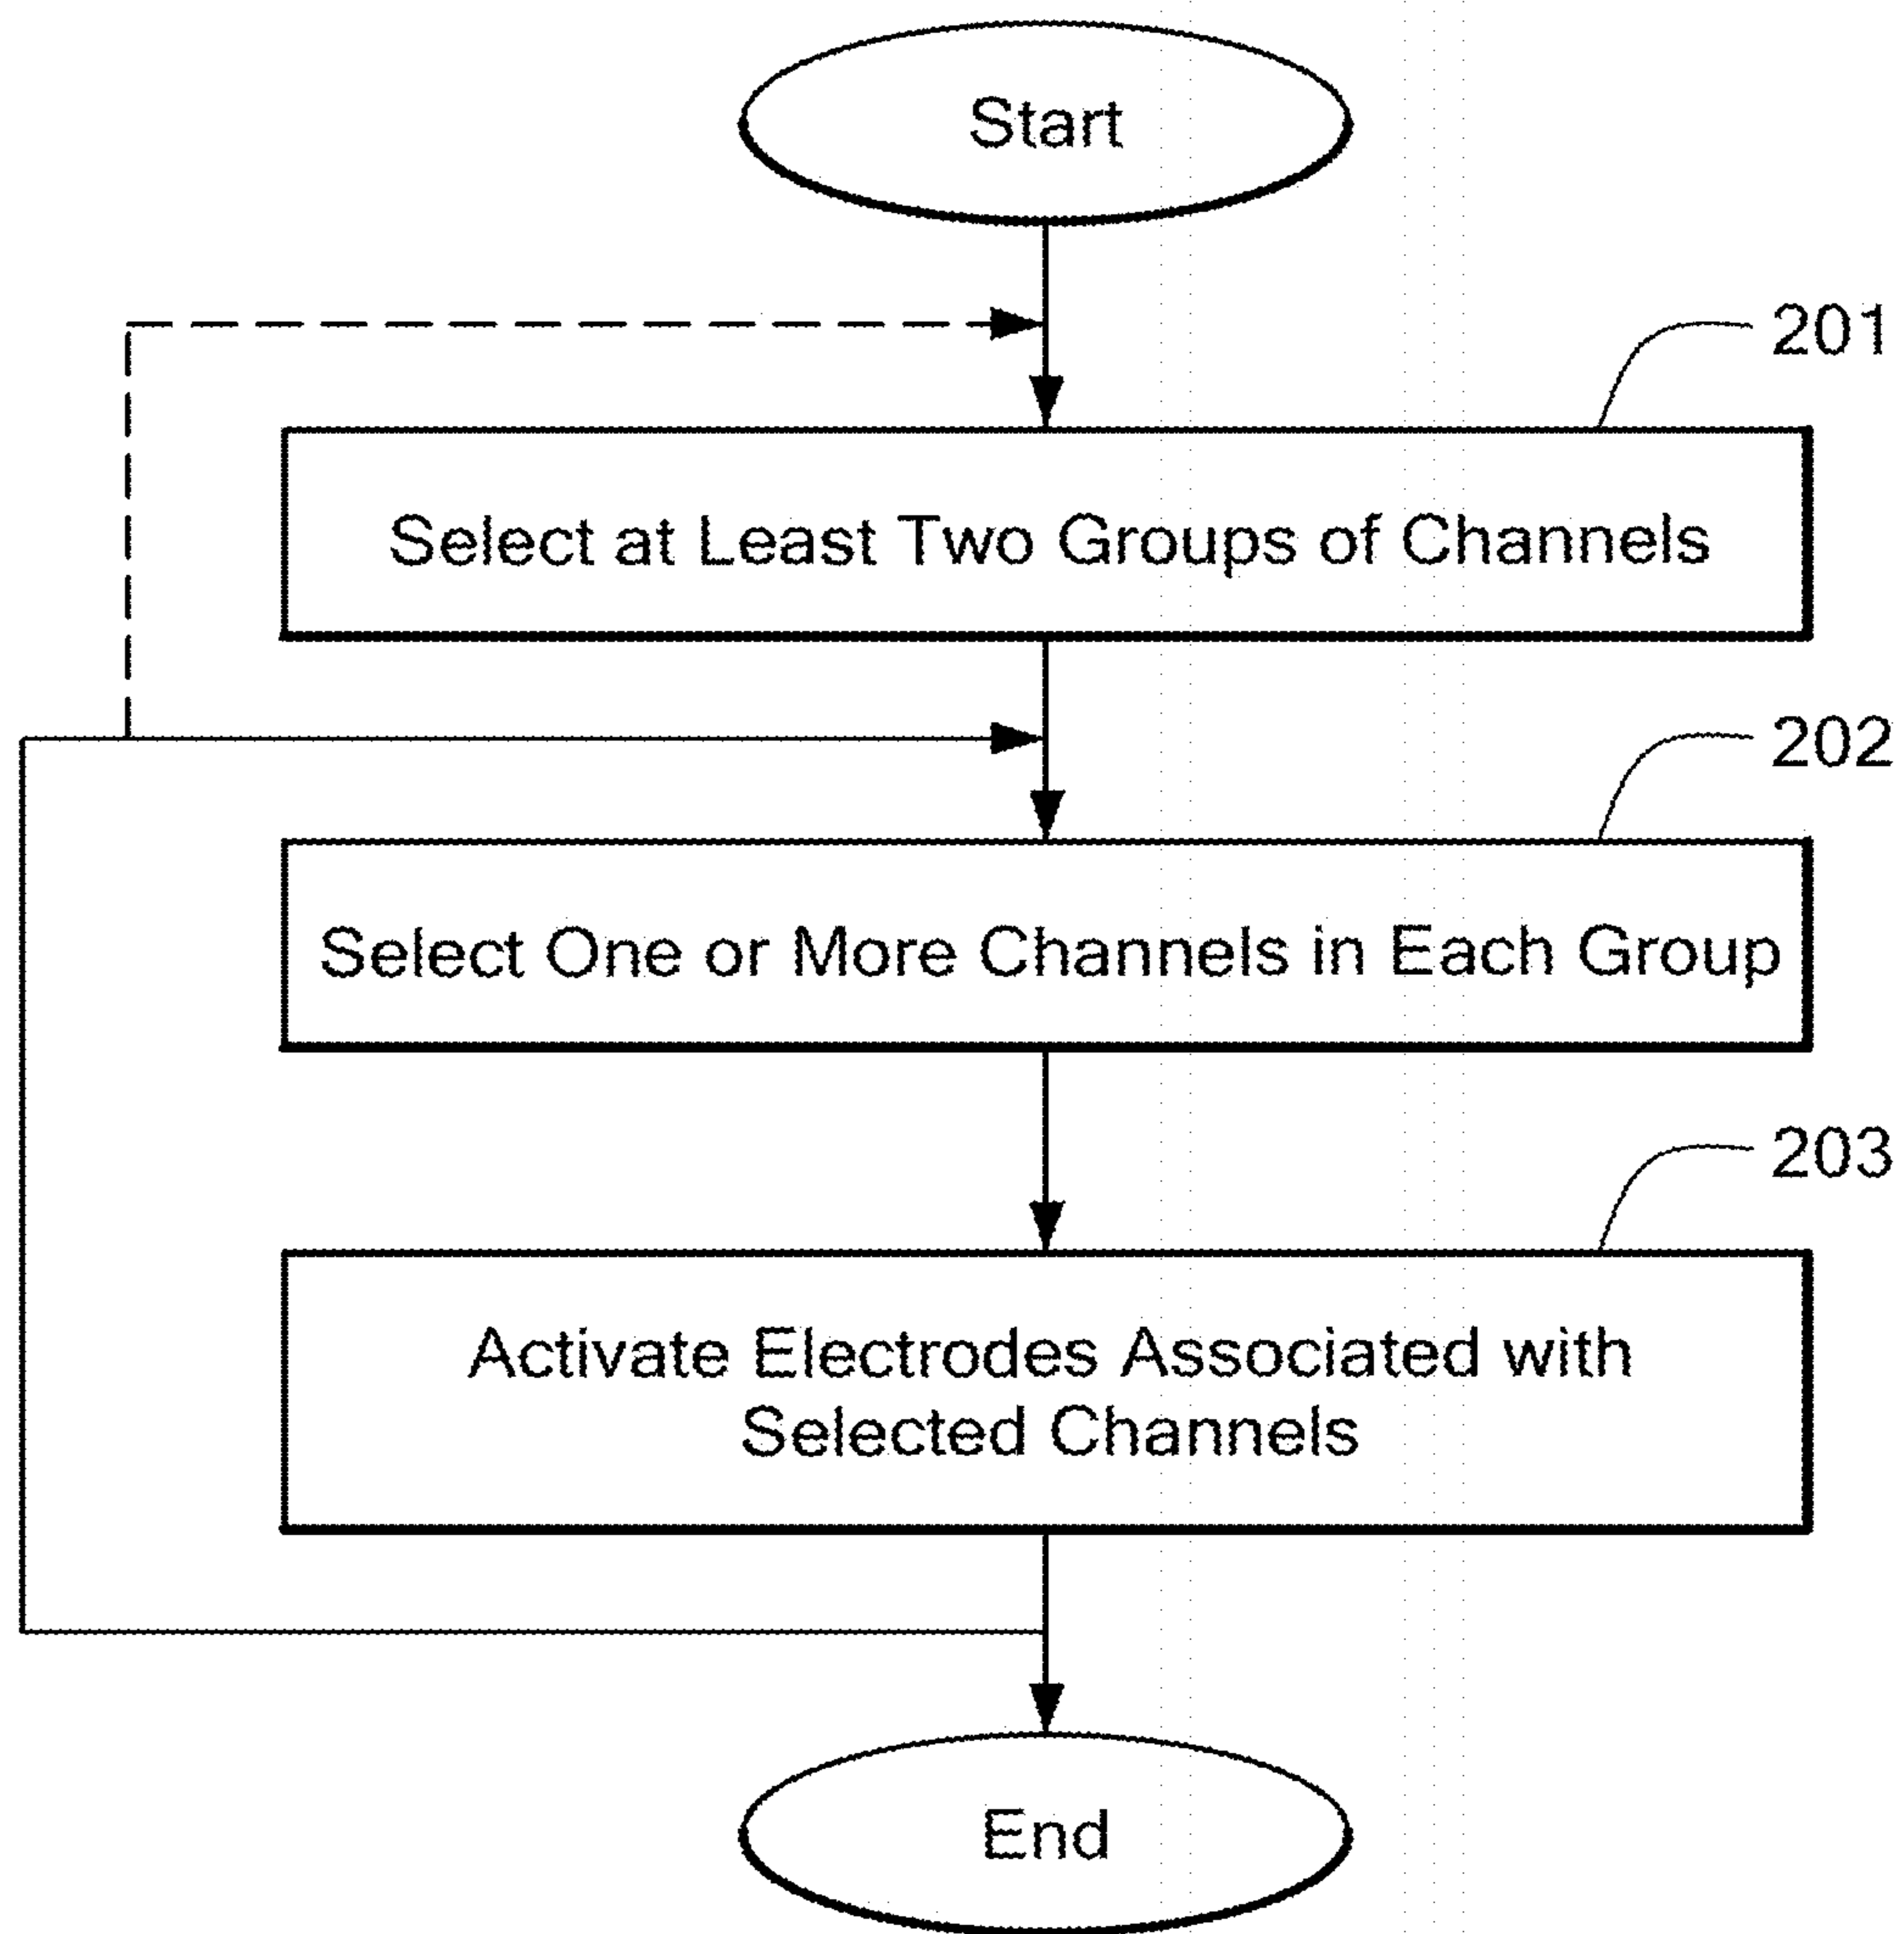 Start
201
Select at Least Two Groups of Channels
202
Select One or More Channels in Each Group
203
Activate Electrodes Associated with
Selected Channels
End